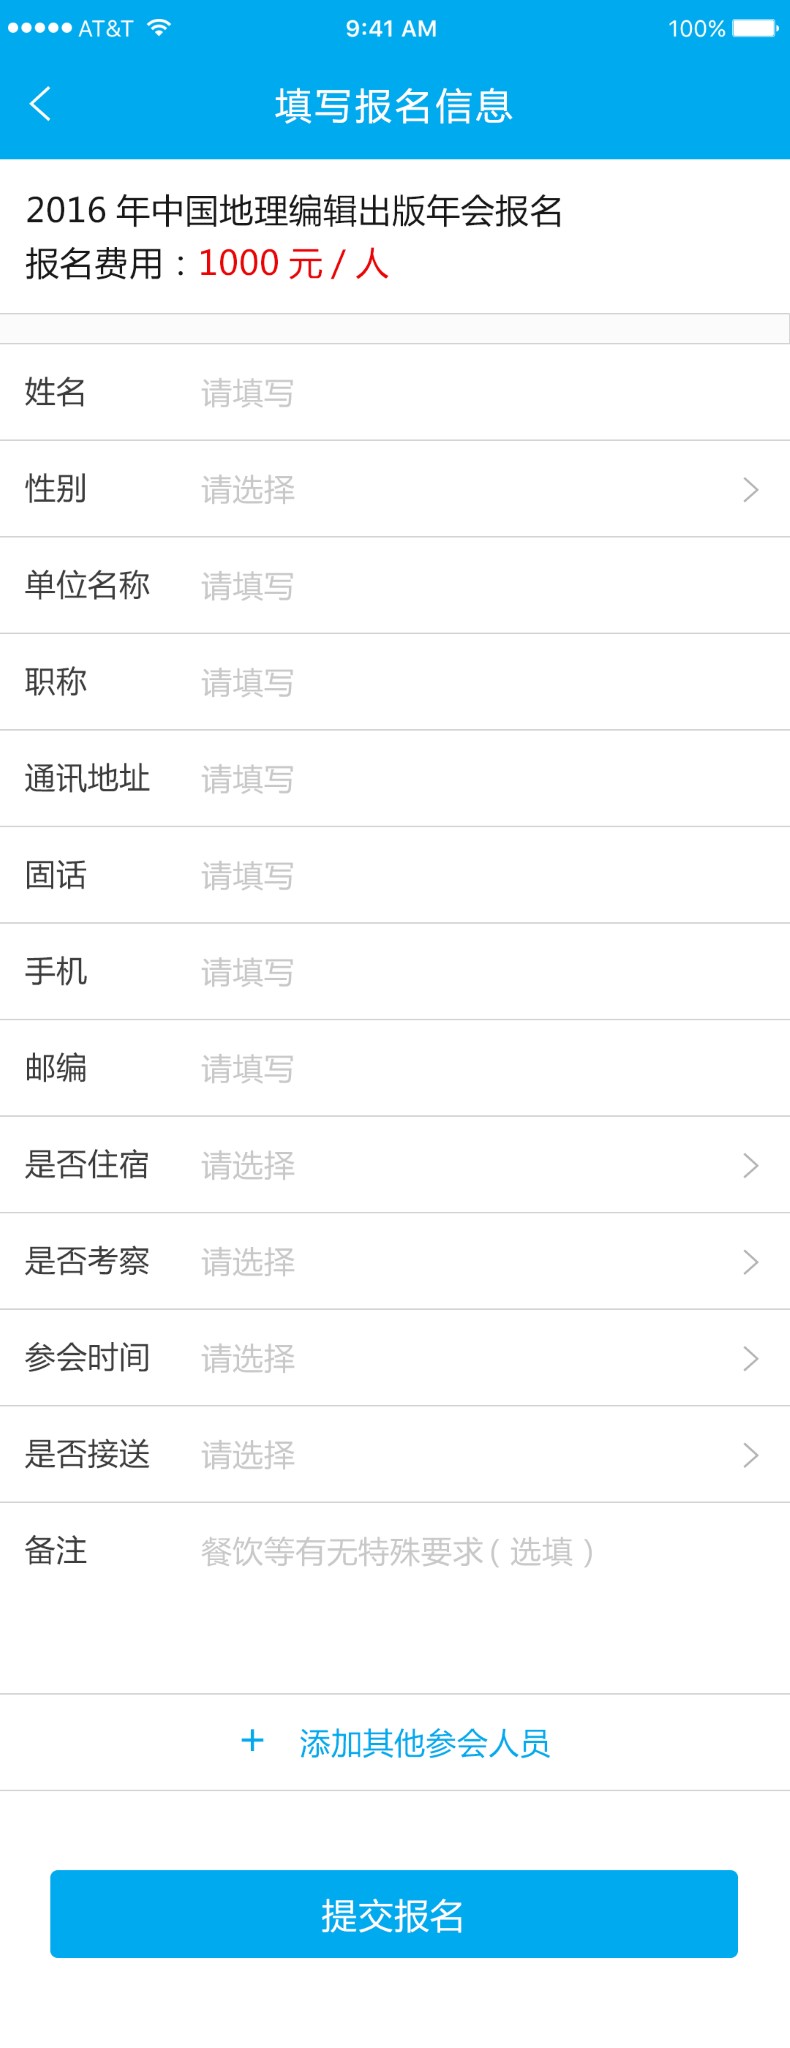 AT&T 9:41 AM 100%
填写报名信息
2016 年中国地理编辑出版年会报名
报名费用：1000 元 / 人
姓名 请填写
性别 请选择
单位名称 请填写
职称 请填写
通讯地址 请填写
固话 请填写
手机 请填写
邮编 请填写
是否住宿 请选择
是否考察 请选择
参会时间 请选择
是否接送 请选择
备注 餐饮等有无特殊要求（选填）
+ 添加其他参会人员
提交报名